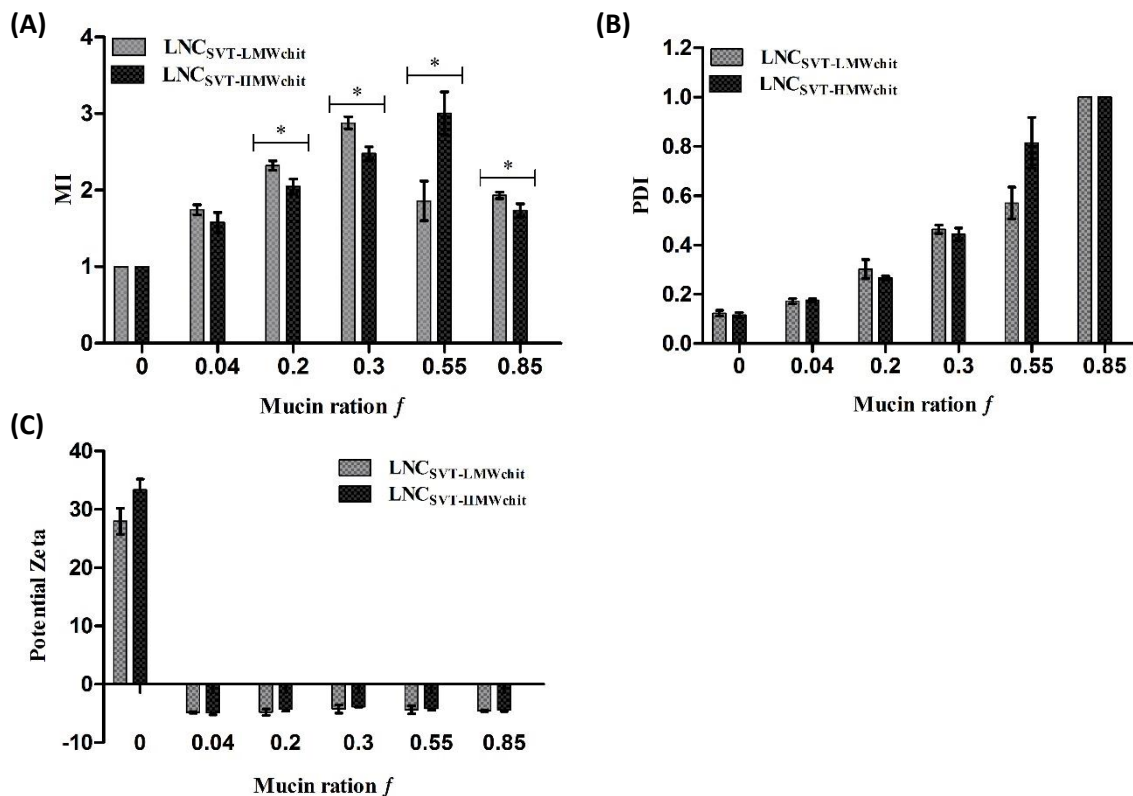 (A)
LNCSVT-LMWchit
LNCSVT-HMWchit
*
*
*
*
MI
4
3
2
1
0
0 0.04 0.2 0.3 0.55 0.85
Mucin ration f
(B)
LNCSVT-LMWchit
LNCSVT-HMWchit
PDI
1.2
1.0
0.8
0.6
0.4
0.2
0.0
0 0.04 0.2 0.3 0.55 0.85
Mucin ration f
(C)
LNCSVT-LMWchit
LNCSVT-HMWchit
Potential Zeta
40
30
20
10
0
-10
0 0.04 0.2 0.3 0.55 0.85
Mucin ration f